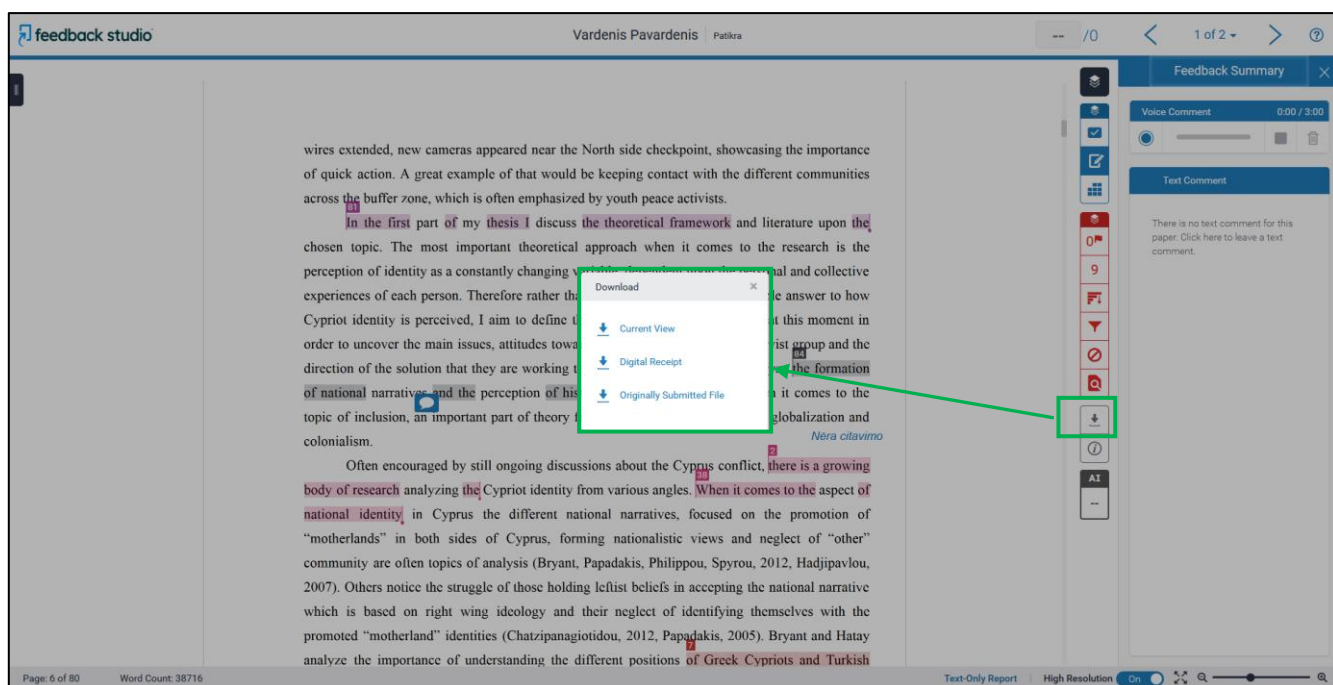 feedback studio
Vardenis Pavardenis | Patikra
-- /0
1 of 2
?
Feedback Summary
Voice Comment 0:00 / 3:00
Text Comment
There is no text comment for this
paper. Click here to leave a text
comment.
0
9
AI
--
wires extended, new cameras appeared near the North side checkpoint, showcasing the importance
of quick action. A great example of that would be keeping contact with the different communities
across the buffer zone, which is often emphasized by youth peace activists.
81
In the first part of my thesis I discuss the theoretical framework and literature upon the
chosen topic. The most important theoretical approach when it comes to the research is the
perception of identity as a constantly changing
experiences of each person. Therefore rather
Cypriot identity is perceived, I aim to define
order to uncover the main issues, attitudes
direction of the solution that they are working
of national narratives and the perception of
topic of inclusion, an important part of theory
colonialism.
and collective
answer to how
at this moment in
group and the
84
the formation
it comes to the
globalization and
Nėra citavimo
Download ×
Current View
Digital Receipt
Originally Submitted File
2
Often encouraged by still ongoing discussions about the Cyprus conflict, there is a growing
38
body of research analyzing the Cypriot identity from various angles. When it comes to the aspect of
national identity in Cyprus the different national narratives, focused on the promotion of
“motherlands” in both sides of Cyprus, forming nationalistic views and neglect of “other”
community are often topics of analysis (Bryant, Papadakis, Philippou, Spyrou, 2012, Hadjipavlou,
2007). Others notice the struggle of those holding leftist beliefs in accepting the national narrative
which is based on right wing ideology and their neglect of identifying themselves with the
promoted “motherland” identities (Chatzipanagiotidou, 2012, Papadakis, 2005). Bryant and Hatay
7
analyze the importance of understanding the different positions of Greek Cypriots and Turkish
Page: 6 of 80 Word Count: 38716 Text-Only Report | High Resolution On